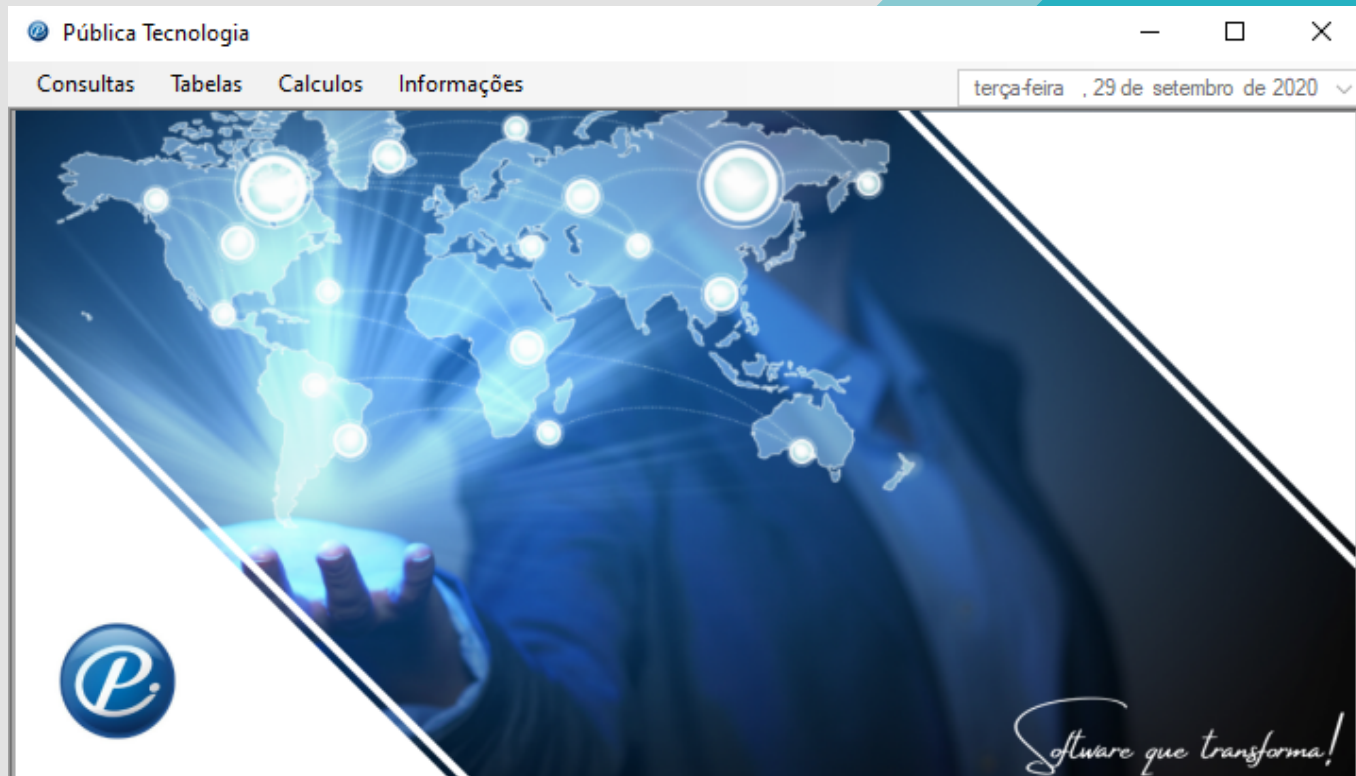 Pública Tecnologia
Consultas Tabelas Calculos Informações
terça-feira , 29 de setembro de 2020
P
Software que transforma!